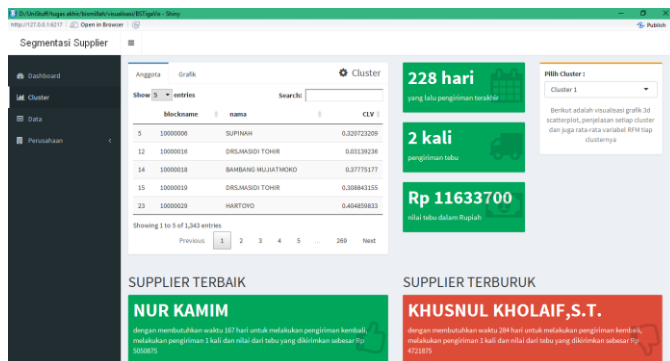 D:/UniStuff/tugas akhir/bismillah/visualisasi/BSTigaVis - Shiny
http://127.0.0.1:6217
Open in Browser
Publish
Segmentasi Supplier
Dashboard
Cluster
Data
Perusahaan
Anggota Grafik Cluster
Show 5 entries Search:
blockname nama CLV
5 10000006 SUPINAH 0.320723209
12 10000016 DRS.MASIDI TOHIR 0.03139236
14 10000018 BAMBANG MUJIATMOKO 0.37775177
15 10000019 DRS.MASIDI TOHIR 0.308843155
23 10000029 HARTOYO 0.404859833
Showing 1 to 5 of 1,343 entries
Previous 1 2 3 4 5 ... 269 Next
228 hari
yang lalu pengiriman terakhir
2 kali
pengiriman tebu
Rp 11633700
nilai tebu dalam Rupiah
Pilih Cluster :
Cluster 1
Berikut adalah visualisasi grafik 3d
scatterplot, penjelasan setiap cluster
dan juga rata-rata variabel RFM tiap
clusternya
SUPPLIER TERBAIK
NUR KAMIM
dengan membutuhkan waktu 167 hari untuk melakukan pengiriman kembali,
melakukan pengiriman 1 kali dan nilai dari tebu yang dikirimkan sebesar Rp
5050875
SUPPLIER TERBURUK
KHUSNUL KHOLAIF,S.T.
dengan membutuhkan waktu 284 hari untuk melakukan pengiriman kembali,
melakukan pengiriman 1 kali dan nilai dari tebu yang dikirimkan sebesar Rp
4721875